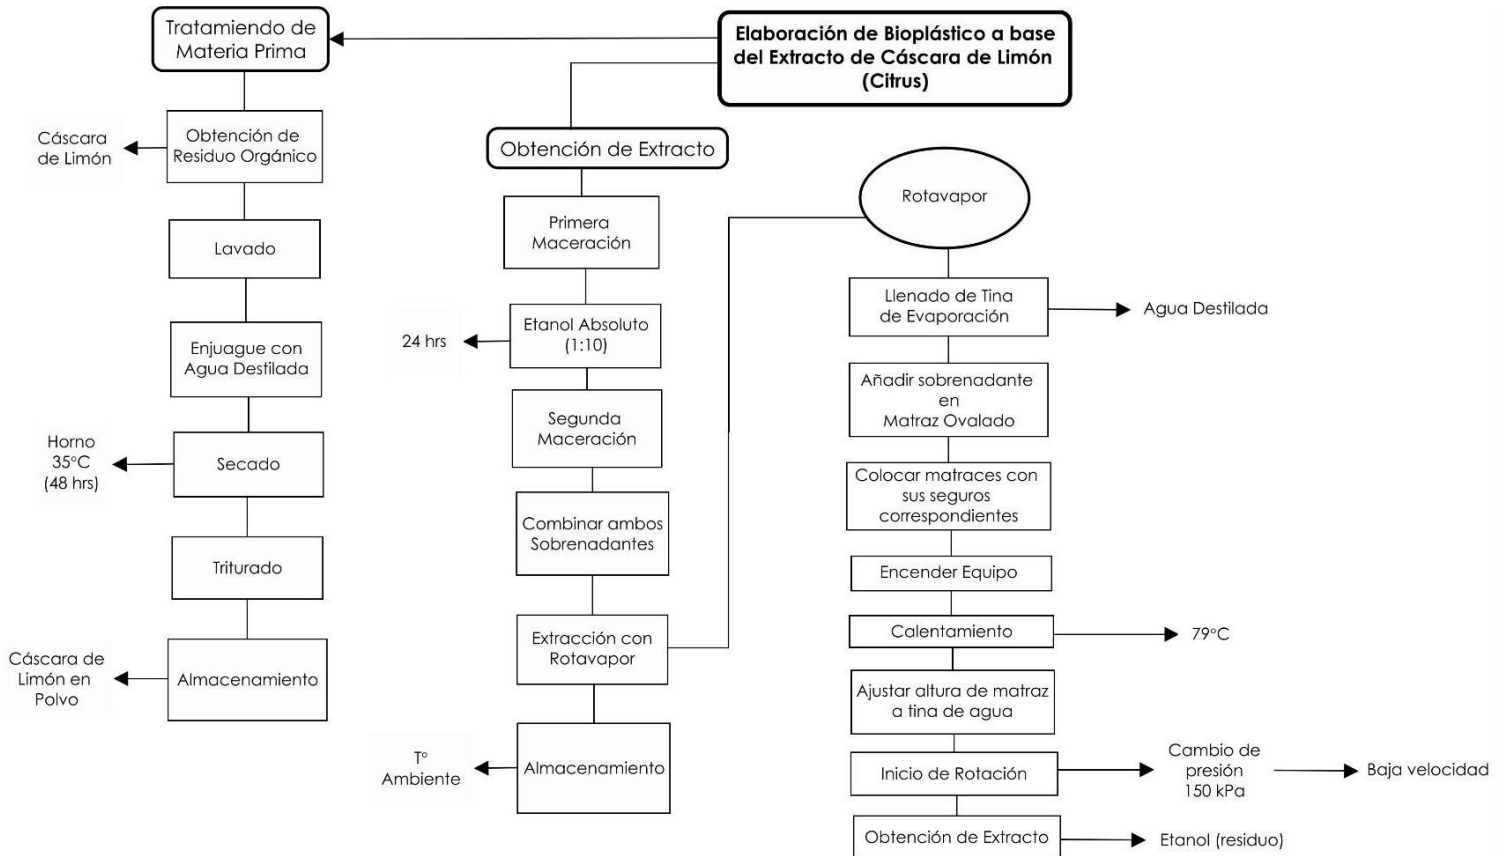 Elaboración de Bioplástico a base
del Extracto de Cáscara de Limón
(Citrus)
Tratamiendo de
Materia Prima
Obtención de
Residuo Orgánico
Cáscara
de Limón
Lavado
Enjuague con
Agua Destilada
Secado
Horno
35°C
(48 hrs)
Triturado
Almacenamiento
Cáscara de
Limón en
Polvo
Obtención de Extracto
Primera
Maceración
Etanol Absoluto
(1:10)
24 hrs
Segunda
Maceración
Combinar ambos
Sobrenadantes
Extracción con
Rotavapor
Almacenamiento
T°
Ambiente
Rotavapor
Llenado de Tina
de Evaporación
Agua Destilada
Añadir sobrenadante
en
Matraz Ovalado
Colocar matraces con
sus seguros
correspondientes
Encender Equipo
Calentamiento
79°C
Ajustar altura de matraz
a tina de agua
Inicio de Rotación
Cambio de
presión
150 kPa
Baja velocidad
Obtención de Extracto
Etanol (residuo)